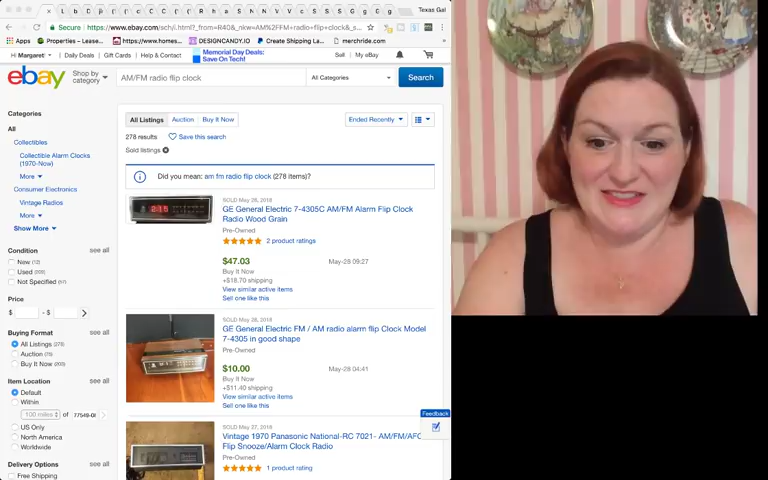 Texas Gal
Secure
https://www.ebay.com/sch/i.html?_from=R40&_nkw=AM%2FFM+radio+flip+clock&_s...
Apps
Properties – Lease...
https://www.homes...
DESIGNCANDY.ID
Create Shipping La...
merchride.com
Hi Margaret!
Daily Deals
Gift Cards
Help & Contact
Memorial Day Deals:
Save On Tech!
Sell
My eBay
ebay
Shop by
category
AM/FM radio flip clock
All Categories
Search
Categories
All
Collectibles
Collectible Alarm Clocks
(1970-Now)
More
Consumer Electronics
Vintage Radios
More
Show More
Condition
see all
New (12)
Used
Not Specified
Price
$
- $
Buying Format
see all
All Listings
Auction
Buy It Now
Item Location
see all
Default
Within
100 miles
of
US Only
North America
Worldwide
Delivery Options
see all
Free Shipping
All Listings
Auction
Buy It Now
Ended Recently
278 results
Save this search
Sold listings
Did you mean: am fm radio flip clock (278 items)?
SOLD May 28, 2018
GE General Electric 7-4305C AM/FM Alarm Flip Clock
Radio Wood Grain
Pre-Owned
2 product ratings
$47.03
May-28 09:27
Buy It Now
+$18.70 shipping
View similar active items
Sell one like this
SOLD May 28, 2018
GE General Electric FM / AM radio alarm flip Clock Model
7-4305 in good shape
Pre-Owned
$10.00
May-28 04:41
Buy It Now
+$11.40 shipping
View similar active items
Sell one like this
Feedback
SOLD May 27, 2018
Vintage 1970 Panasonic National-RC 7021- AM/FM/AFC
Flip Snooze/Alarm Clock Radio
Pre-Owned
1 product rating